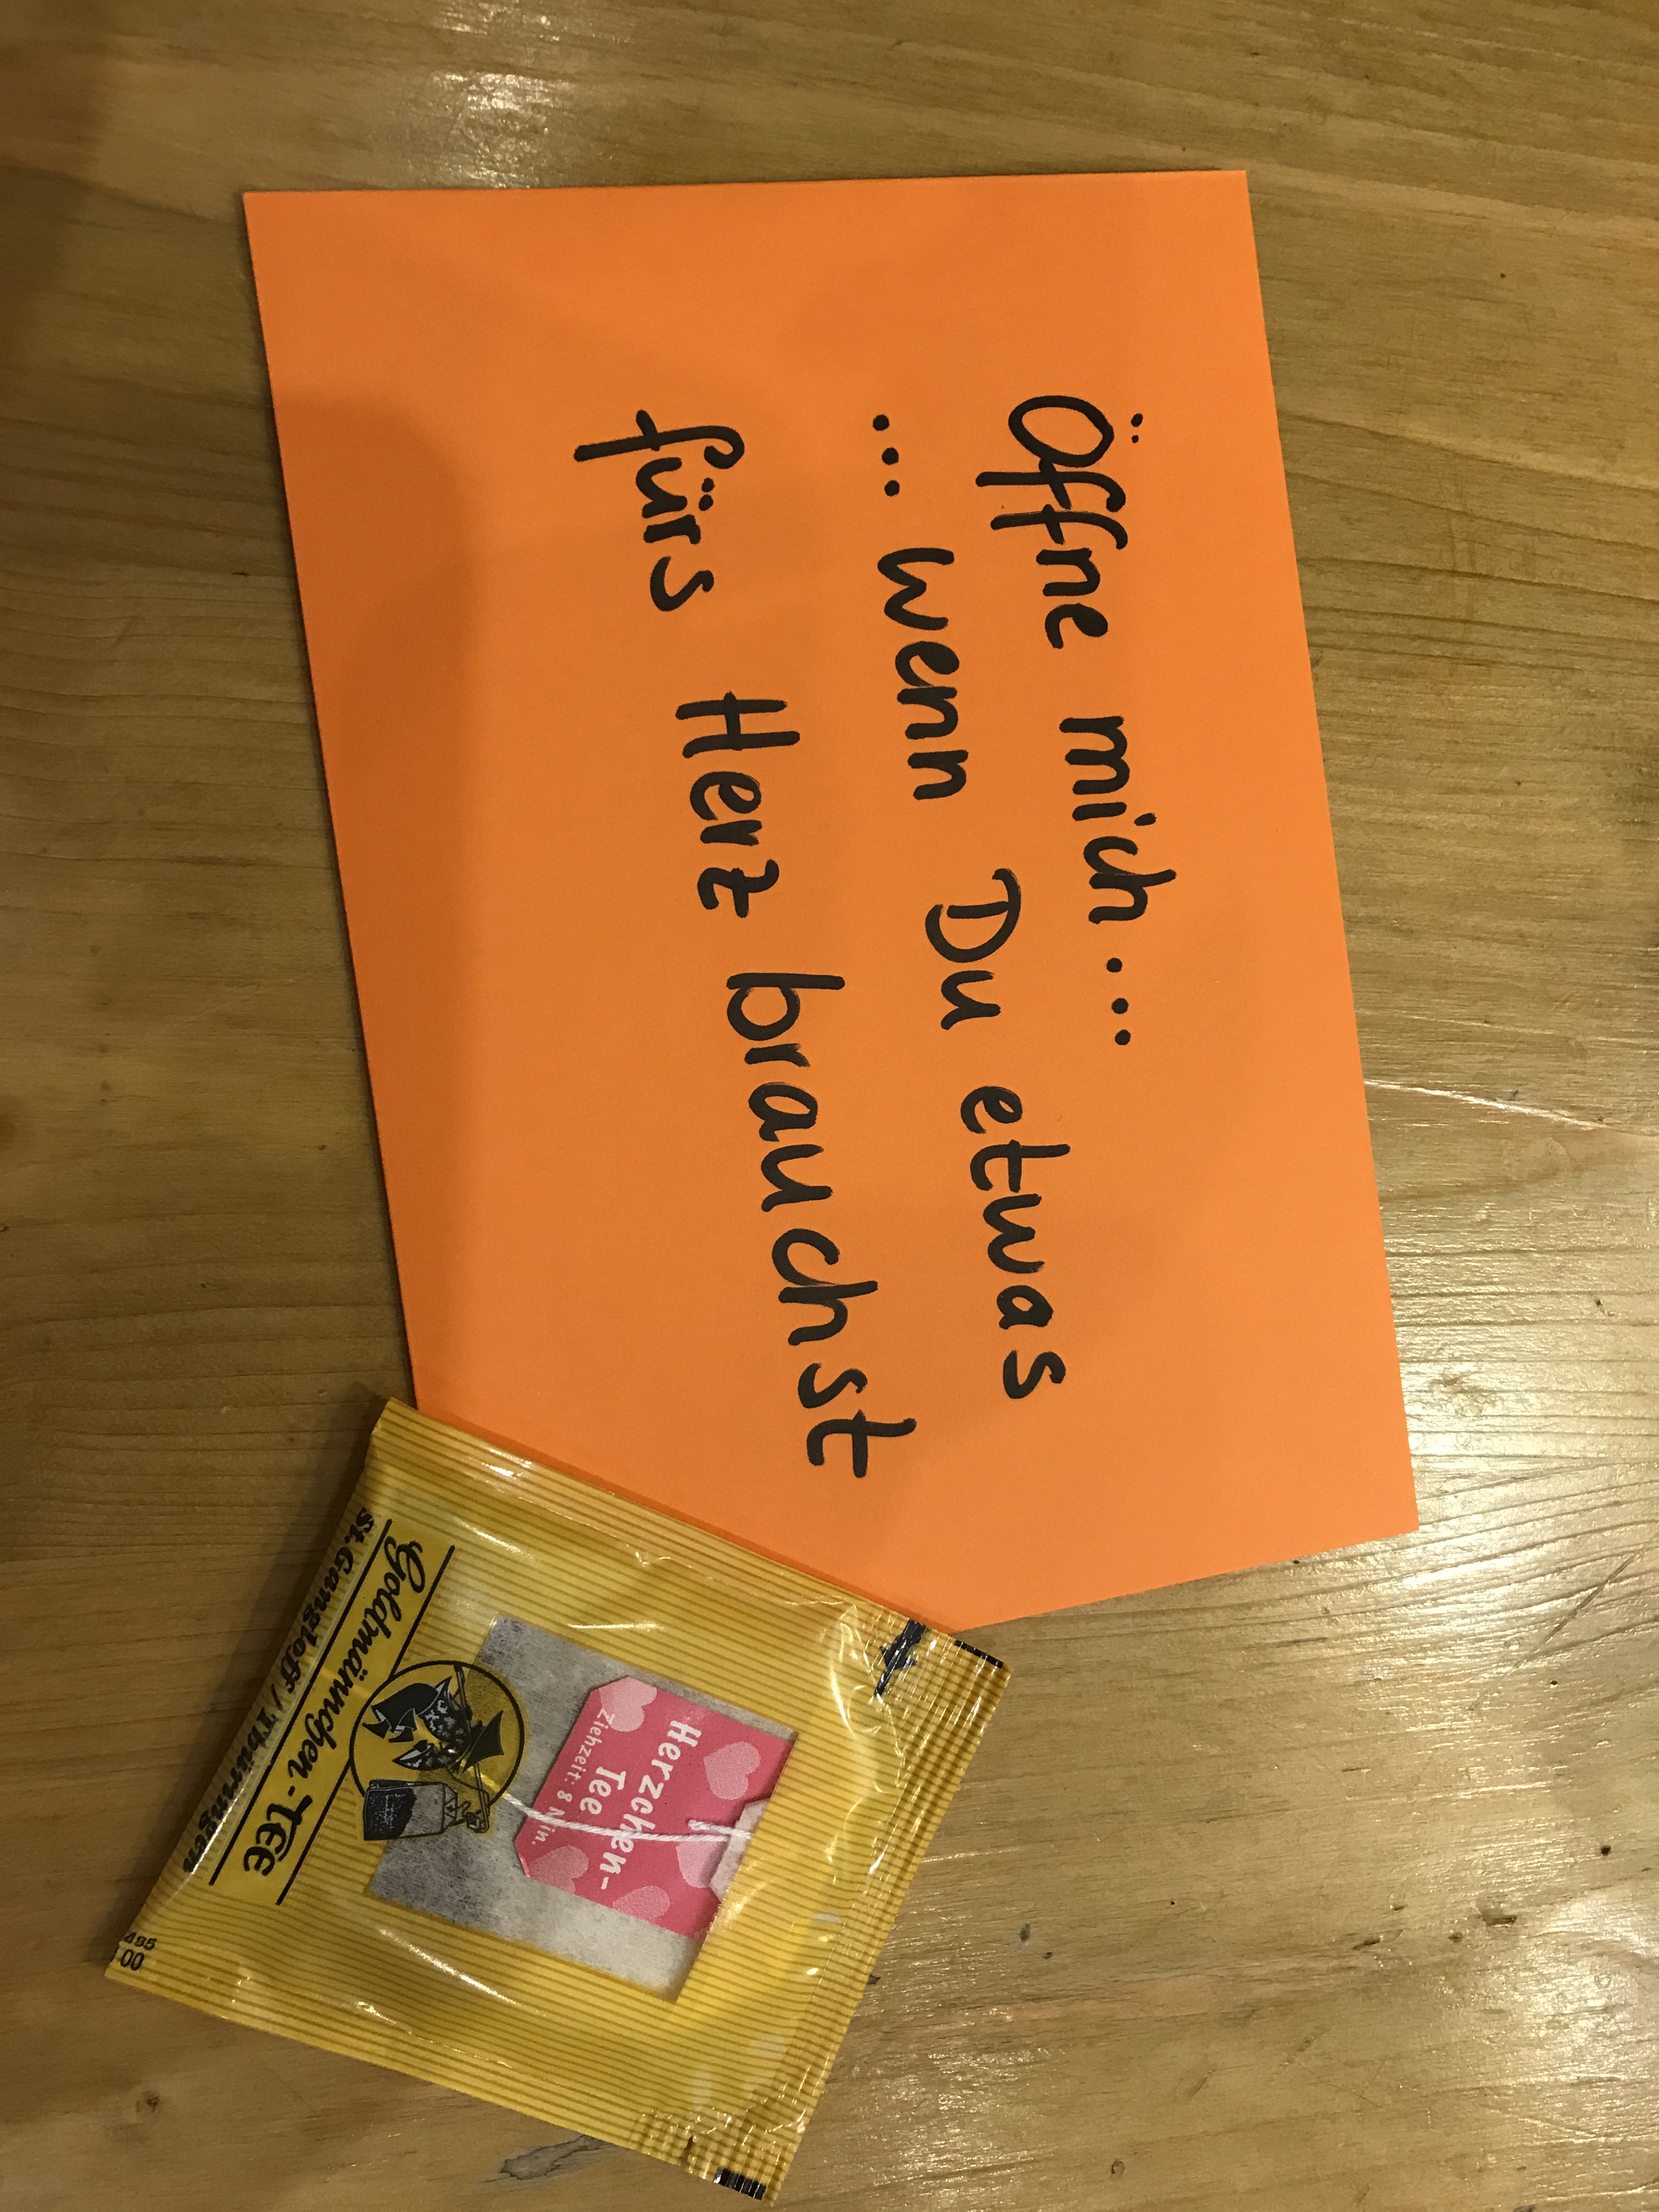 Öffne mich...
... wenn Du etwas
fürs Herz brauchst
Herzchen-
Tee
Ziehzeit: 8 Min.
Goldmännchen-TEE
St.Gangloff/Thüringen